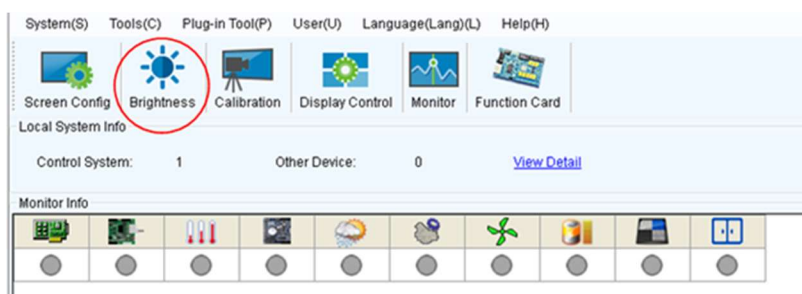 System(S) Tools(C) Plug-in Tool(P) User(U) Language(Lang)(L) Help(H)
Screen Config Brightness Calibration Display Control Monitor Function Card
Local System Info
Control System: 1 Other Device: 0 View Detail
Monitor Info